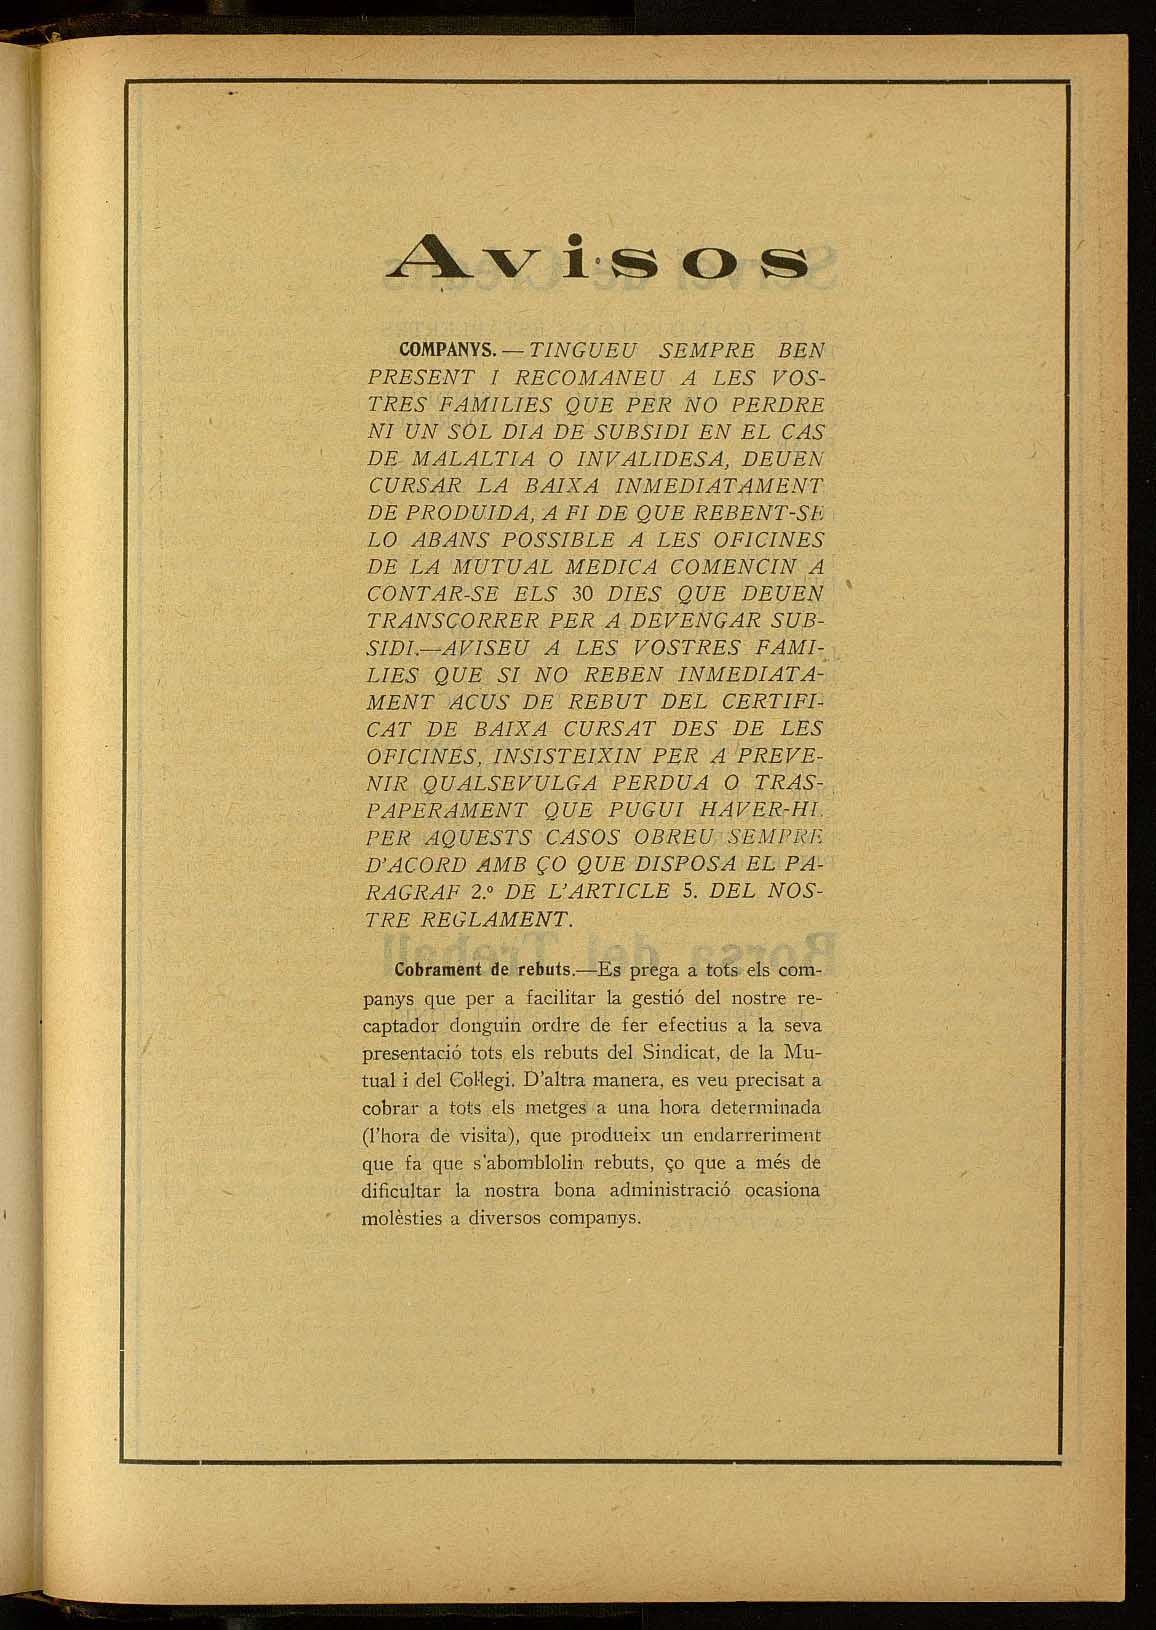 Avisos
COMPANYS. — TINGUEU SEMPRE BEN
PRESENT I RECOMANEU A LES VOS-
TRES FAMILIES QUE PER NO PERDRE
NI UN SÒL DIA DE SUBSIDI EN EL CAS
DE MALALTIA O INVALIDESA, DEUEN
CURSAR LA BAIXA INMEDIATAMENT
DE PRODUIDA, A FI DE QUE REBENT-SE
LO ABANS POSSIBLE A LES OFICINES
DE LA MUTUAL MEDICA COMENCIN A
CONTAR-SE ELS 30 DIES QUE DEUEN
TRANSCORRER PER A DEVENGAR SUB-
SIDI.—AVISEU A LES VOSTRES FAMI-
LIES QUE SI NO REBEN INMEDIATA-
MENT ACUS DE REBUT DEL CERTIFI-
CAT DE BAIXA CURSAT DES DE LES
OFICINES, INSISTEIXIN PER A PREVE-
NIR QUALSEVULGA PERDUA O TRAS-
PAPERAMENT QUE PUGUI HAVER-HI.
PER AQUESTS CASOS OBREU SEMPRE
D'ACORD AMB ÇO QUE DISPOSA EL PA-
RAGRAF 2.º DE L'ARTICLE 5. DEL NOS-
TRE REGLAMENT.
Cobrament de rebuts.—Es prega a tots els com-
panys que per a facilitar la gestió del nostre re-
captador donguin ordre de fer efectius a la seva
presentació tots els rebuts del Sindicat, de la Mu-
tual i del Col·legi. D'altra manera, es veu precisat a
cobrar a tots els metges a una hora determinada
(l'hora de visita), que produeix un endarreriment
que fa que s'abomblolin rebuts, ço que a més de
dificultar la nostra bona administració ocasiona
molèsties a diversos companys.